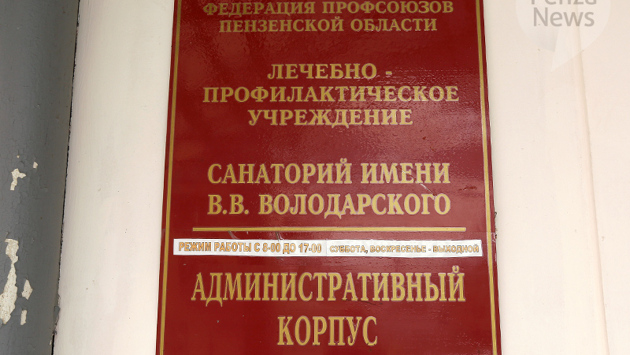 ФЕДЕРАЦИЯ ПРОФСОЮЗОВ
ПЕНЗЕНСКОЙ ОБЛАСТИ
ЛЕЧЕБНО -
ПРОФИЛАКТИЧЕСКОЕ
УЧРЕЖДЕНИЕ
САНАТОРИЙ ИМЕНИ
В.В. ВОЛОДАРСКОГО
РЕЖИМ РАБОТЫ С 8-00 ДО 17-00 СУББОТА, ВОСКРЕСЕНЬЕ - ВЫХОДНОЙ
АДМИНИСТРАТИВНЫЙ
КОРПУС
Penza
News